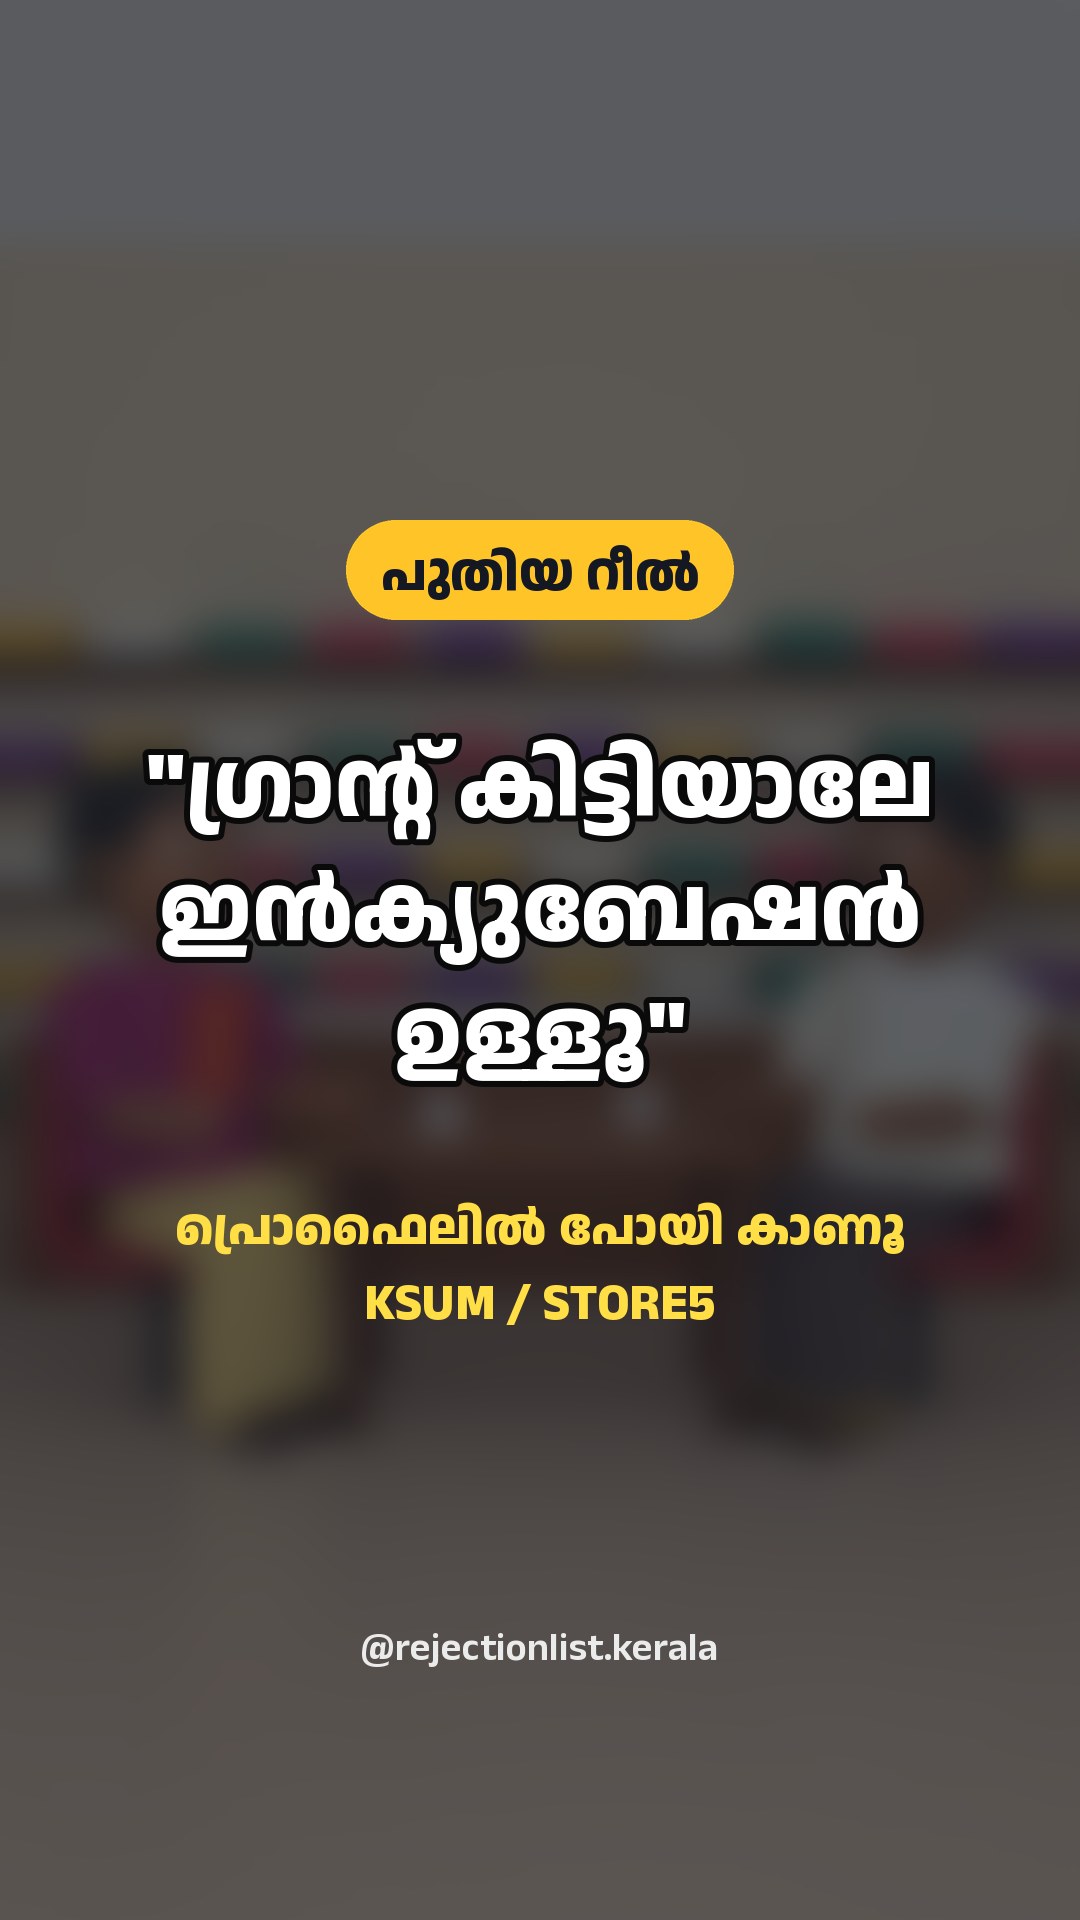 പുതിയ റീൽ
"ഗ്രാന്റ് കിട്ടിയാലേ
ഇൻക്യുബേഷൻ
ഉള്ളൂ"
പ്രൊഫൈലിൽ പോയി കാണൂ
KSUM / STORE5
@rejectionlist.kerala